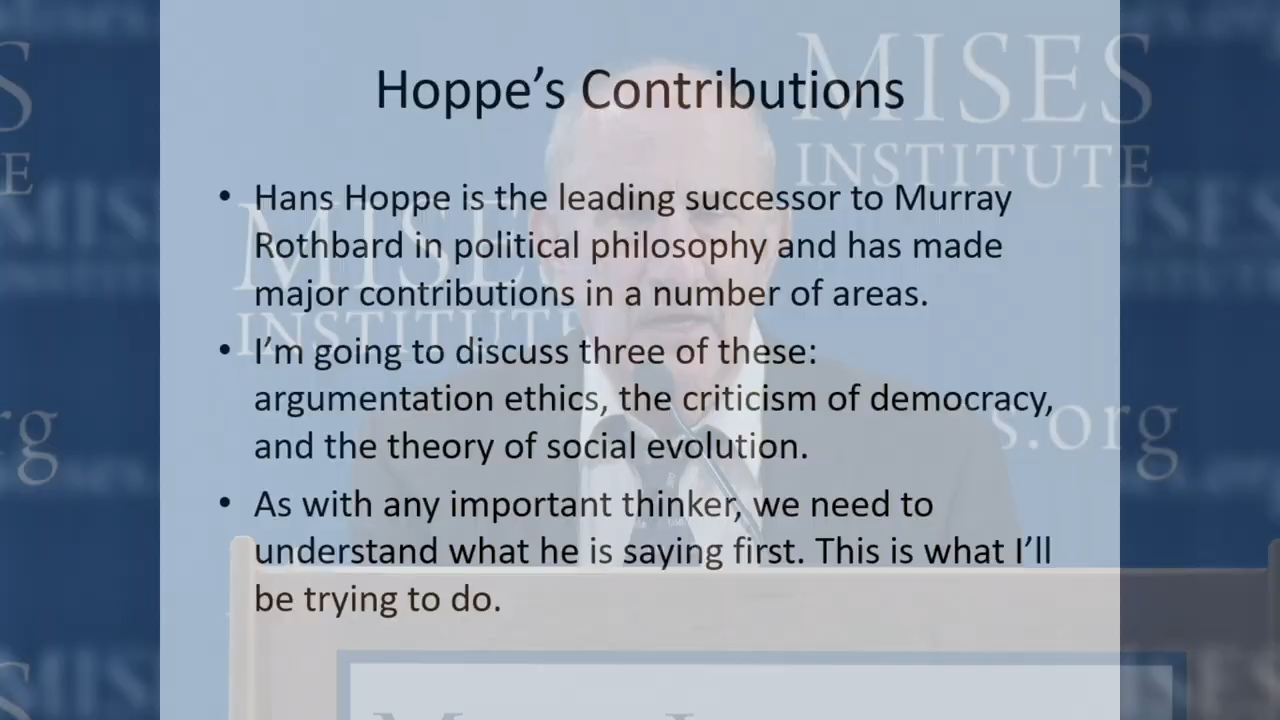 Hoppe's Contributions
• Hans Hoppe is the leading successor to Murray
Rothbard in political philosophy and has made
major contributions in a number of areas.
• I'm going to discuss three of these:
argumentation ethics, the criticism of democracy,
and the theory of social evolution.
• As with any important thinker, we need to
understand what he is saying first. This is what I'll
be trying to do.
MISES
INSTITUTE
MISES
INSTITUTE
s.org